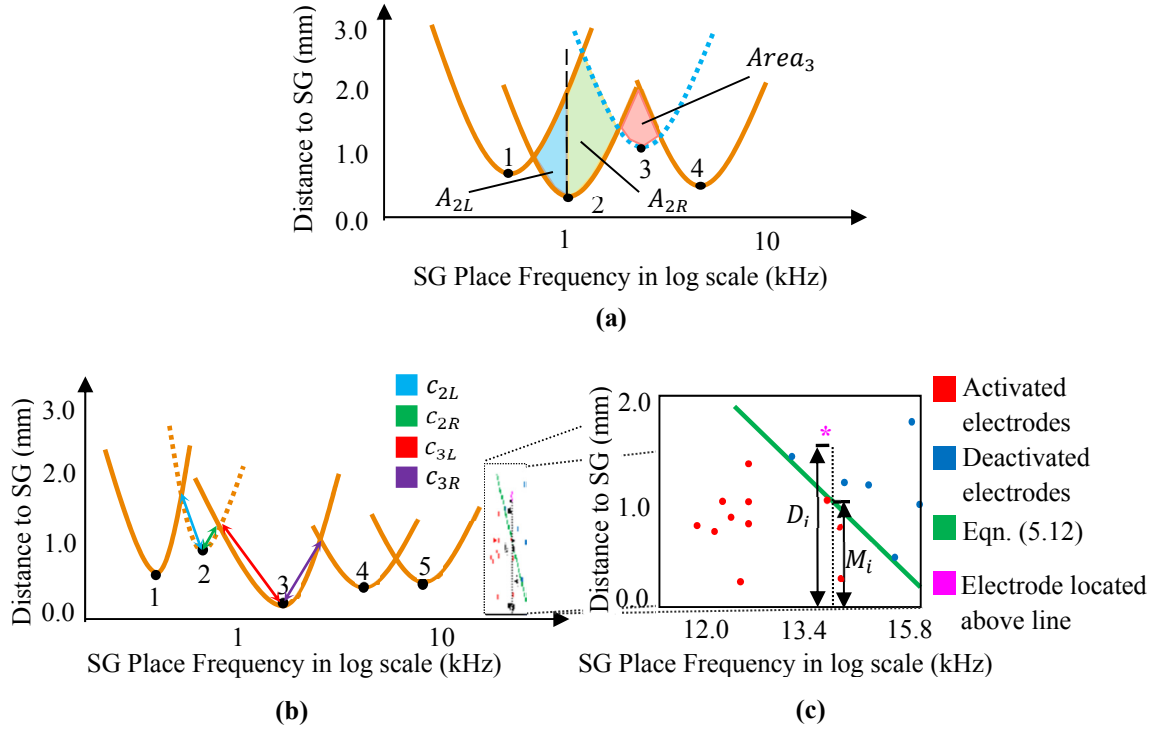 Distance to SG (mm)
3.0
2.0
1.0
0.0
1
2
3
4
A₂L
A₂R
Area₃
1
10
SG Place Frequency in log scale (kHz)
(a)
Distance to SG (mm)
3.0
2.0
1.0
0.0
1
2
3
4
5
c₂L
c₂R
c₃L
c₃R
1
10
SG Place Frequency in log scale (kHz)
(b)
Distance to SG (mm)
2.0
1.0
0
*
Dᵢ
Mᵢ
12.0
13.4
15.8
SG Place Frequency in log scale (kHz)
(c)
Activated
electrodes
Deactivated
electrodes
Eqn. (5.12)
Electrode located
above line